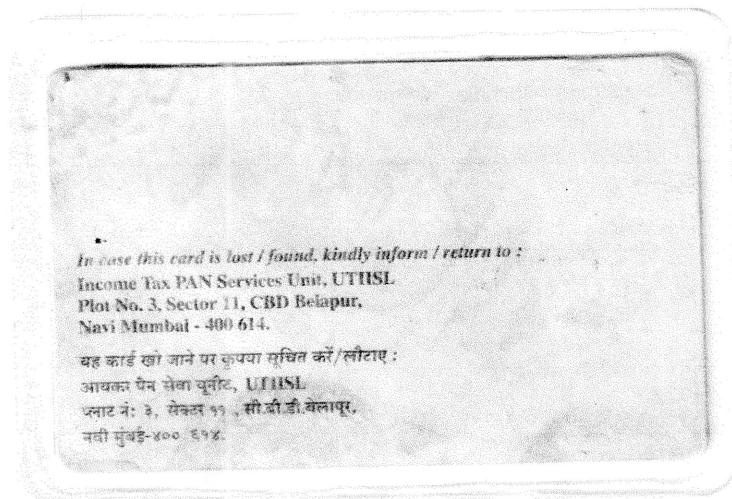 In case this card is lost / found, kindly inform / return to :
Income Tax PAN Services Unit, UTIISL
Plot No. 3, Sector 11, CBD Belapur,
Navi Mumbai - 400 614.
यह कार्ड खो जाने पर कृपया सूचित करें/लौटाए :
आयकर पैन सेवा यूनीट, UTIISL
प्लाट नं: ३, सेक्टर ११ , सी.बी.डी.बेलापूर,
नवी मुंबई-४०० ६१४.